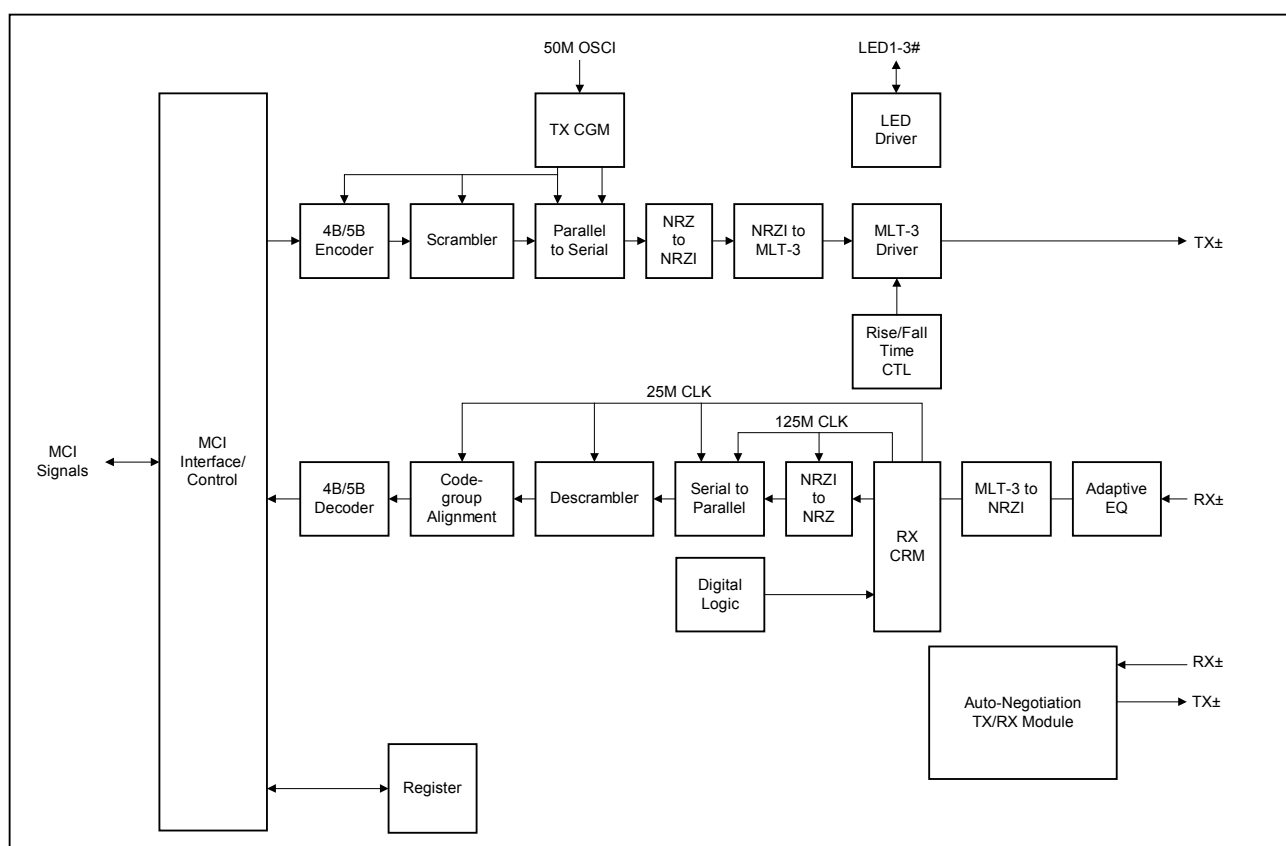 50M OSCI
LED1-3#
TX CGM
LED
Driver
4B/5B
Encoder
Scrambler
Parallel
to Serial
NRZ
to
NRZI
NRZI to
MLT-3
MLT-3
Driver
TX±
Rise/Fall
Time
CTL
25M CLK
125M CLK
MCI
Signals
MCI
Interface/
Control
4B/5B
Decoder
Code-
group
Alignment
Descrambler
Serial to
Parallel
NRZI
to
NRZ
RX
CRM
MLT-3 to
NRZI
Adaptive
EQ
RX±
Digital
Logic
Auto-Negotiation
TX/RX Module
RX±
TX±
Register